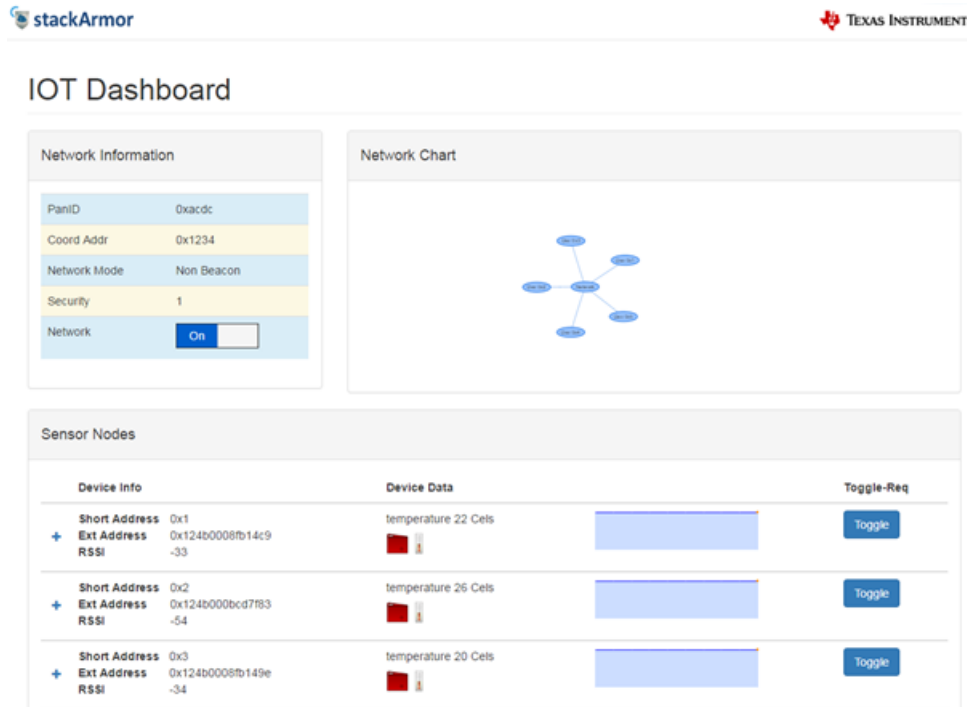 stackArmor
TEXAS INSTRUMENT
IOT Dashboard
Network Information
PanID 0xacdc
Coord Addr 0x1234
Network Mode Non Beacon
Security 1
Network On
Network Chart
Sensor Nodes
Device Info Device Data Toggle-Req
Short Address 0x1 temperature 22 Cels
+ Ext Address 0x124b0008fb14c9 Toggle
RSSI -33
Short Address 0x2 temperature 26 Cels
+ Ext Address 0x124b000bcd7f83 Toggle
RSSI -54
Short Address 0x3 temperature 20 Cels
+ Ext Address 0x124b0008fb149e Toggle
RSSI -34